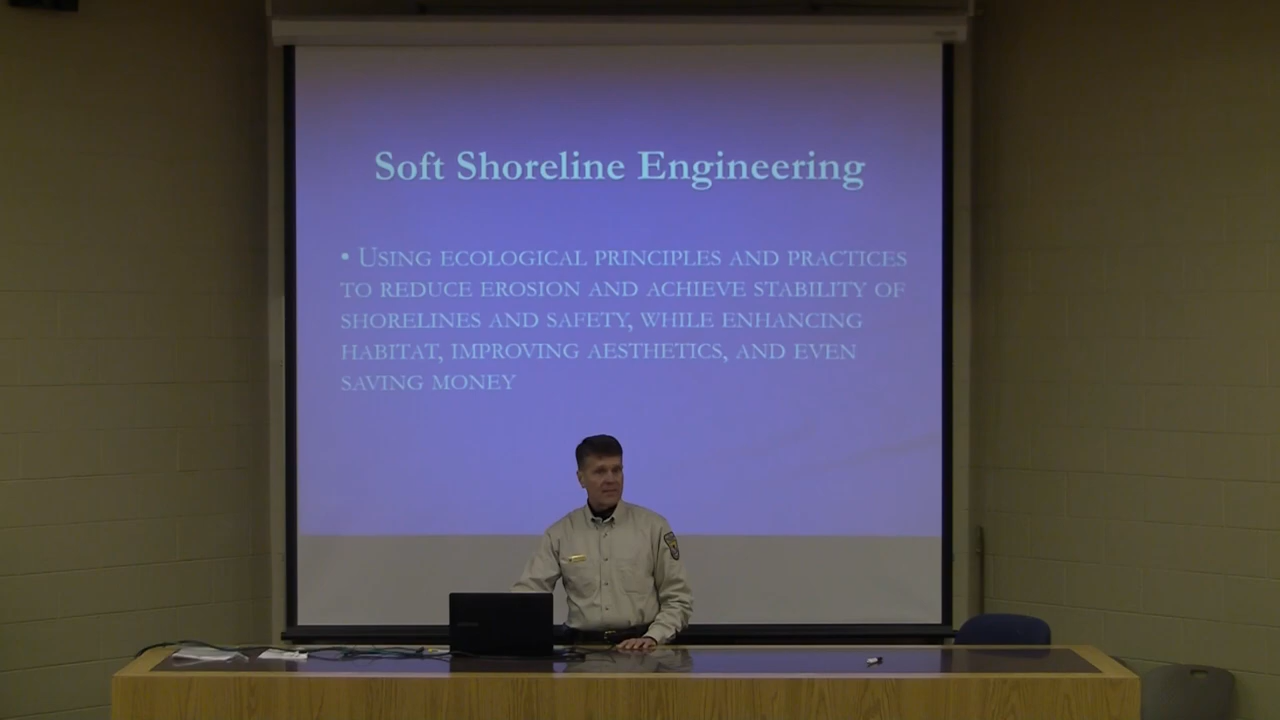 Soft Shoreline Engineering
• USING ECOLOGICAL PRINCIPLES AND PRACTICES
TO REDUCE EROSION AND ACHIEVE STABILITY OF
SHORELINES AND SAFETY, WHILE ENHANCING
HABITAT, IMPROVING AESTHETICS, AND EVEN
SAVING MONEY